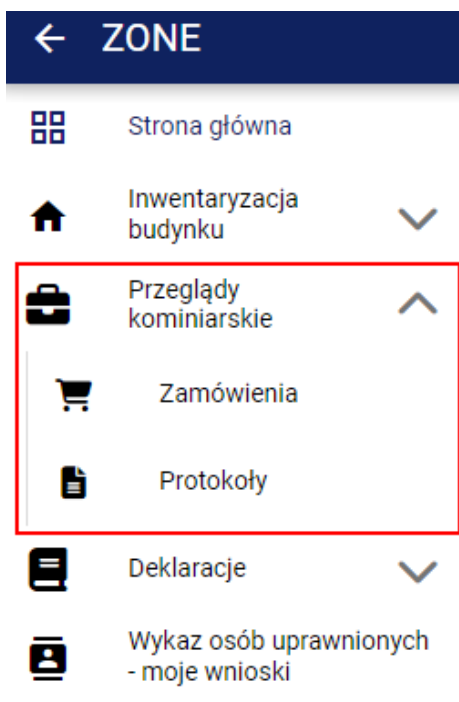 ZONE
Strona główna
Inwentaryzacja
budynku
Przeglądy
kominiarskie
Zamówienia
Protokoły
Deklaracje
Wykaz osób uprawnionych
- moje wnioski